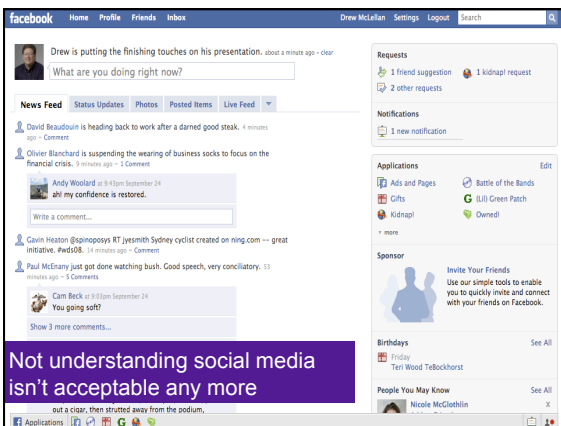 facebook Home Profile Friends Inbox Drew McLellan Settings Logout Search
Drew is putting the finishing touches on his presentation. about a minute ago - clear
What are you doing right now?
News Feed Status Updates Photos Posted Items Live Feed
David Beaudouin is heading back to work after a darned good steak. 4 minutes
ago - Comment
Olivier Blanchard is suspending the wearing of business socks to focus on the
financial crisis. 9 minutes ago - 1 Comment
Andy Woolard at 9:43pm September 24
ah! my confidence is restored.
Write a comment...
Gavin Heaton @spinoposys RT jyesmith Sydney cyclist created on ning.com -- great
initiative. #wds08. 14 minutes ago - Comment
Paul McEnany just got done watching bush. Good speech, very conciliatory. 53
minutes ago - 5 Comments
Cam Beck at 9:03pm September 24
You going soft?
Show 3 more comments...
Not understanding social media
isn't acceptable any more
out a cigar, then strutted away from the podium,
Applications
Requests
1 friend suggestion 1 kidnap! request
2 other requests
Notifications
1 new notification
Applications Edit
Ads and Pages Battle of the Bands
Gifts (Lil) Green Patch
Kidnap! Owned!
more
Sponsor
Invite Your Friends
Use our simple tools to enable
you to quickly invite and connect
with your friends on Facebook.
Birthdays See All
Friday
Teri Wood TeBockhorst
People You May Know See All
Nicole McGlothlin X